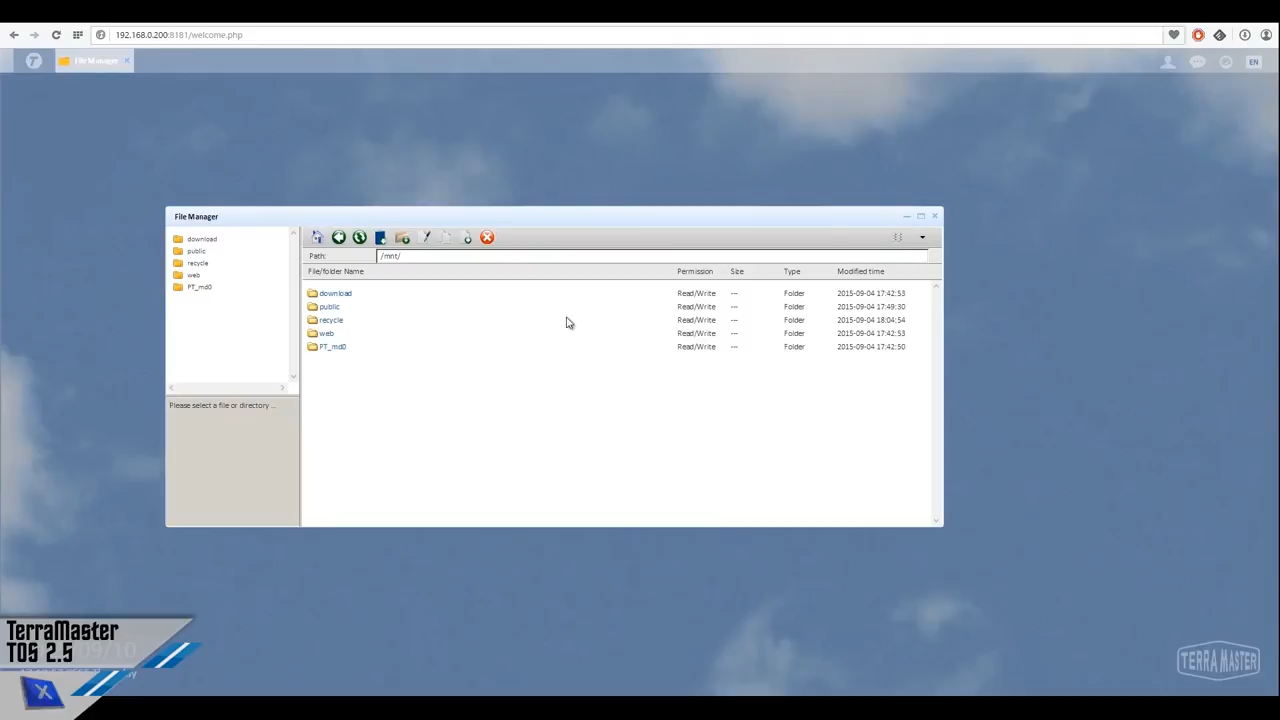 192.168.0.200:8181/welcome.php
File Manager
EN
File Manager
download
public
recycle
web
PT_md0
Please select a file or directory ...
Path: /mnt/
File/folder Name Permission Size Type Modified time
download Read/Write --- Folder 2015-09-04 17:42:53
public Read/Write --- Folder 2015-09-04 17:49:30
recycle Read/Write --- Folder 2015-09-04 18:04:54
web Read/Write --- Folder 2015-09-04 17:42:53
PT_md0 Read/Write --- Folder 2015-09-04 17:42:50
TerraMaster
TOS 2.5
09/10
X
TERRA MASTER